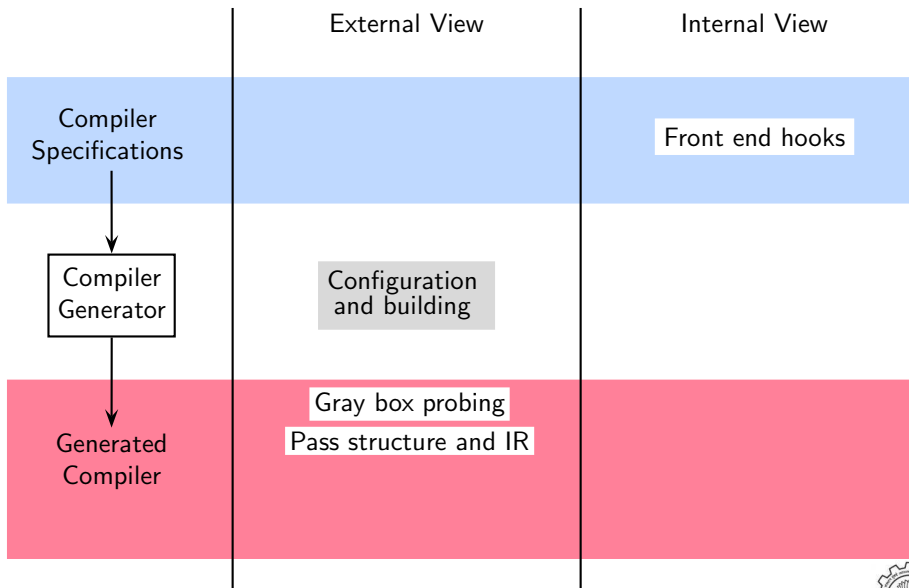 External View
Internal View
Compiler
Specifications
Front end hooks
Compiler
Generator
Configuration
and building
Gray box probing
Pass structure and IR
Generated
Compiler